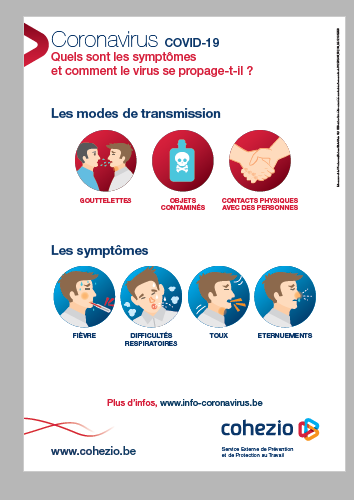 Coronavirus COVID-19
Quels sont les symptômes
et comment le virus se propage-t-il ?
Les modes de transmission
GOUTTELETTES
OBJETS
CONTAMINÉS
CONTACTS PHYSIQUES
AVEC DES PERSONNES
Les symptômes
FIÈVRE
DIFFICULTÉS
RESPIRATOIRES
TOUX
ETERNUEMENTS
Plus d'infos, www.info-coronavirus.be
www.cohezio.be
cohezio
Service Externe de Prévention
et de Protection au Travail